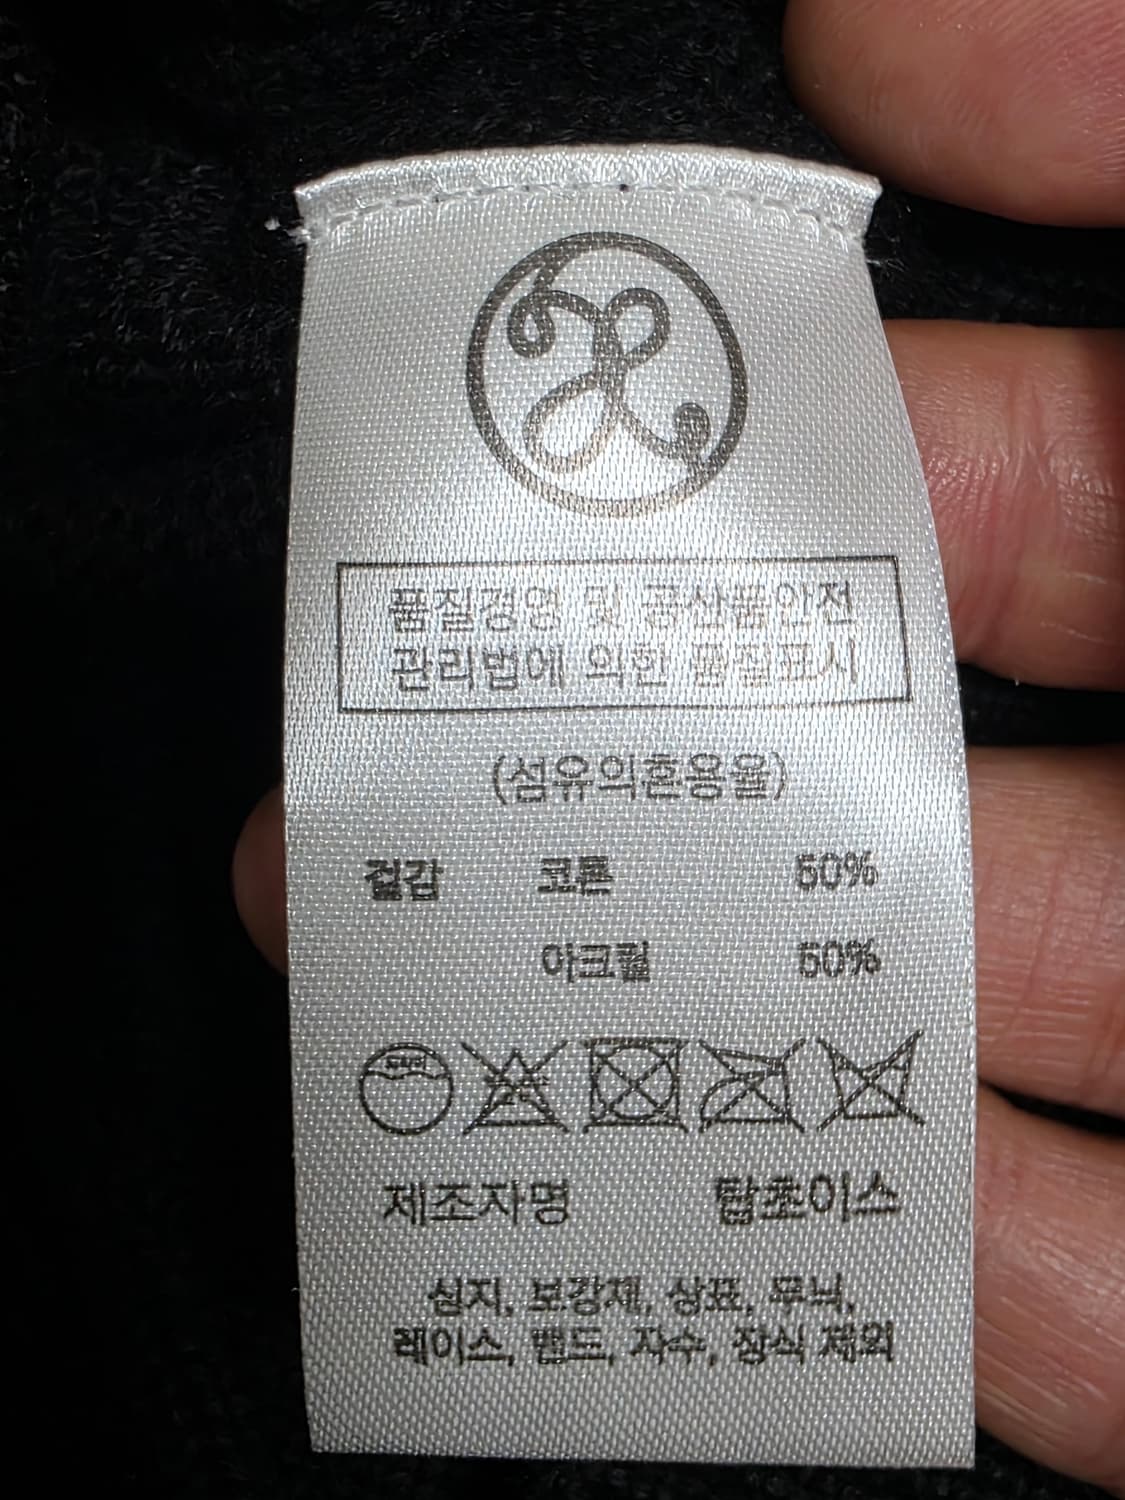 품질경영 및 공산품안전
관리법에 의한 품질표시
(섬유의혼용율)
겉감 코튼 50%
아크릴 50%
제조자명 탑초이스
심지, 보강재, 상표, 무늬,
레이스, 밴드, 자수, 장식 제외